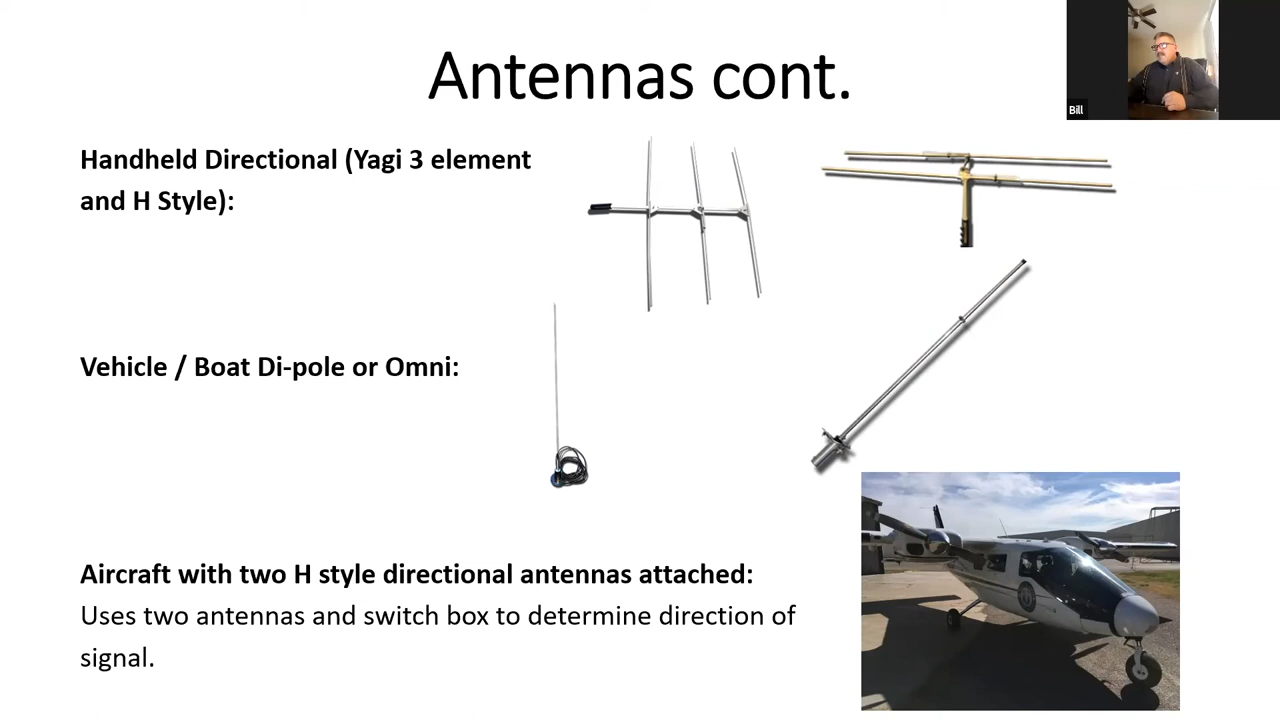 Antennas cont.
Bill
Handheld Directional (Yagi 3 element
and H Style):
Vehicle / Boat Di-pole or Omni:
Aircraft with two H style directional antennas attached:
Uses two antennas and switch box to determine direction of
signal.